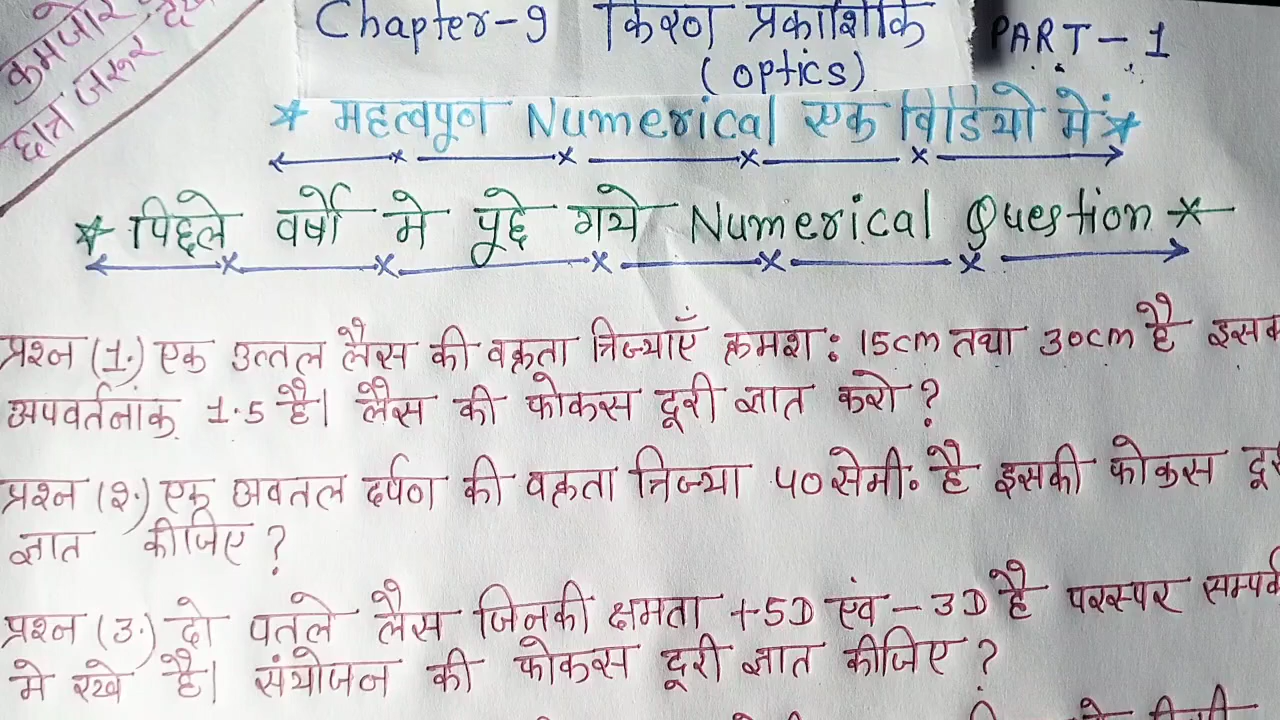 कमजोर
छात्र जरूर
Chapter-9 किरण प्रकाशिकि PART-1
(optics)
* महत्वपूर्ण Numerical एक विडियो में *
* पिछले वर्षो मे पूछे गये Numerical Question *
प्रश्न (1.) एक उत्तल लैंस की वक्रता त्रिज्याएँ क्रमश: 15cm तथा 30cm है इसक
अपवर्तनांक 1.5 है। लैंस की फोकस दूरी ज्ञात करो?
प्रश्न (2.) एक अवतल दर्पण की वक्रता त्रिज्या 40 सेमी. है इसकी फोकस दूर
ज्ञात कीजिए?
प्रश्न (3.) दो पतले लैंस जिनकी क्षमता +5D एंव -3D है परस्पर सम्पर्क
मे रखे है। संयोजन की फोकस दूरी ज्ञात कीजिए?